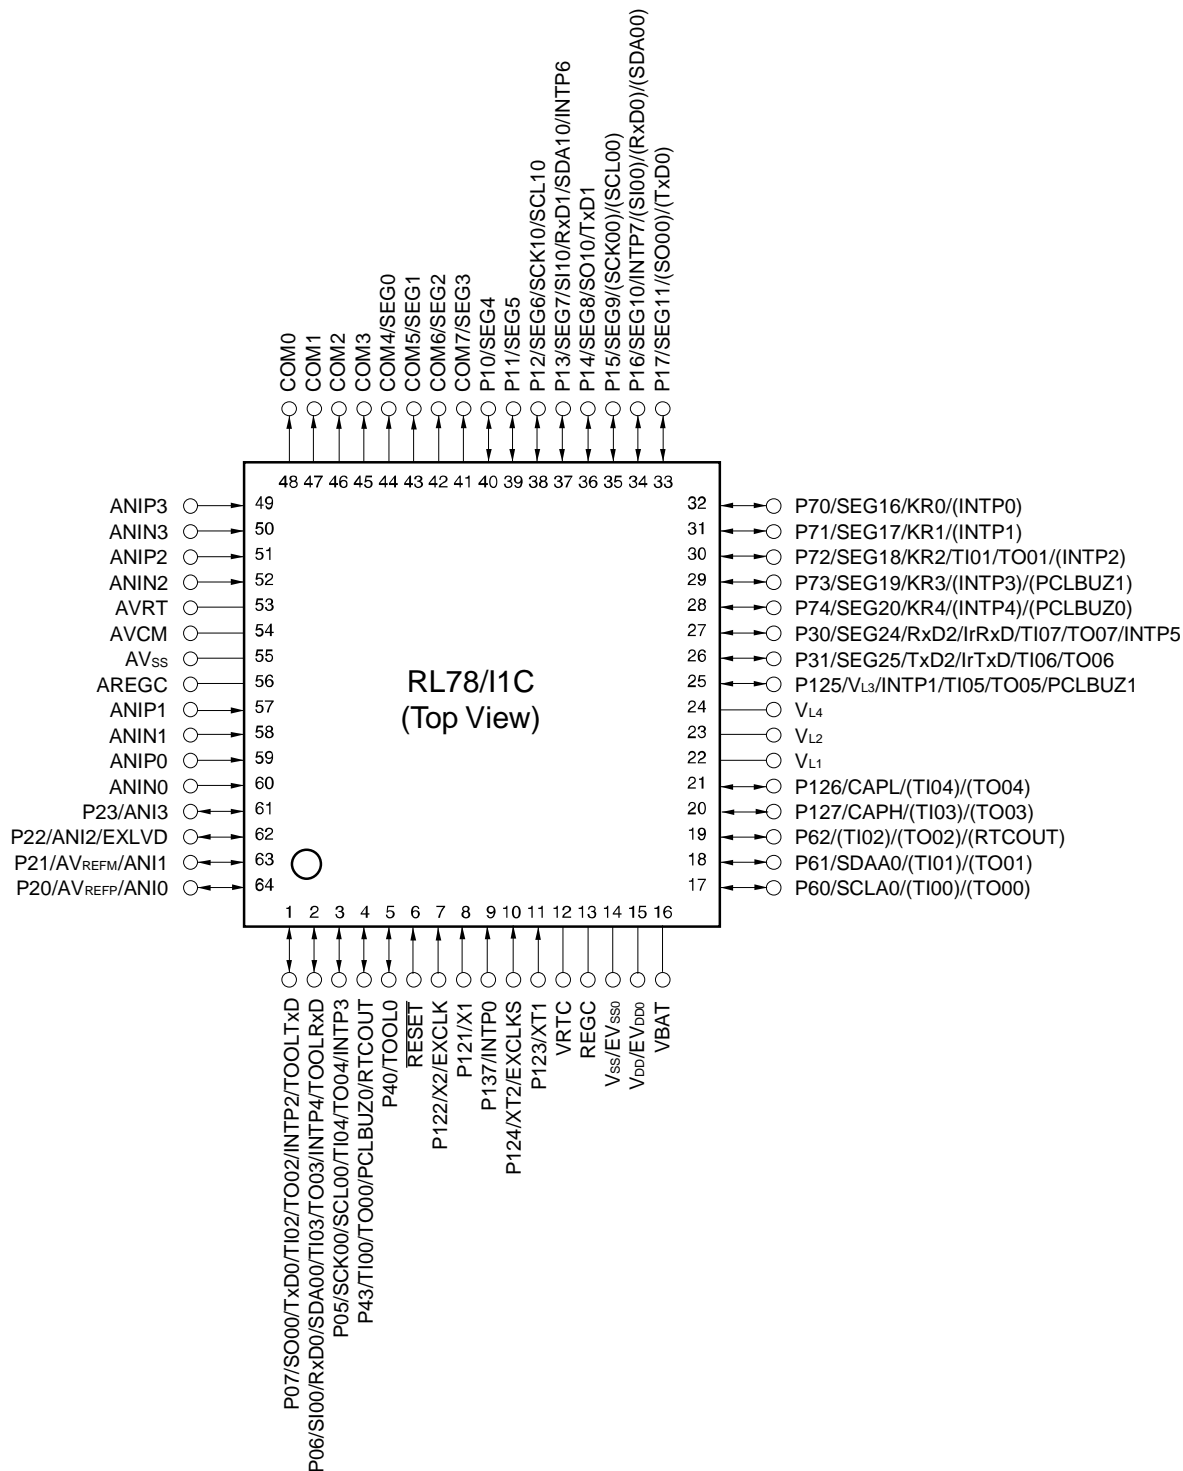 COM0
COM1
COM2
COM3
COM4/SEG0
COM5/SEG1
COM6/SEG2
COM7/SEG3
P10/SEG4
P11/SEG5
P12/SEG6/SCK10/SCL10
P13/SEG7/SI10/RxD1/SDA10/INTP6
P14/SEG8/SO10/TxD1
P15/SEG9/(SCK00)/(SCL00)
P16/SEG10/INTP7/(SI00)/(RxD0)/(SDA00)
P17/SEG11/(SO00)/(TxD0)
48 47 46 45 44 43 42 41 40 39 38 37 36 35 34 33
ANIP3 49
ANIN3 50
ANIP2 51
ANIN2 52
AVRT 53
AVCM 54
AVSS 55
AREGC 56
ANIP1 57
ANIN1 58
ANIP0 59
ANIN0 60
P23/ANI3 61
P22/ANI2/EXLVD 62
P21/AVREFM/ANI1 63
P20/AVREFP/ANI0 64
RL78/I1C
(Top View)
32 P70/SEG16/KR0/(INTP0)
31 P71/SEG17/KR1/(INTP1)
30 P72/SEG18/KR2/TI01/TO01/(INTP2)
29 P73/SEG19/KR3/(INTP3)/(PCLBUZ1)
28 P74/SEG20/KR4/(INTP4)/(PCLBUZ0)
27 P30/SEG24/RxD2/IrRxD/TI07/TO07/INTP5
26 P31/SEG25/TxD2/IrTxD/TI06/TO06
25 P125/VL3/INTP1/TI05/TO05/PCLBUZ1
24 VL4
23 VL2
22 VL1
21 P126/CAPL/(TI04)/(TO04)
20 P127/CAPH/(TI03)/(TO03)
19 P62/(TI02)/(TO02)/(RTCOUT)
18 P61/SDAA0/(TI01)/(TO01)
17 P60/SCLA0/(TI00)/(TO00)
1 2 3 4 5 6 7 8 9 10 11 12 13 14 15 16
P07/SO00/TxD0/TI02/TO02/INTP2/TOOLTxD
P06/SI00/RxD0/SDA00/TI03/TO03/INTP4/TOOLRxD
P05/SCK00/SCL00/TI04/TO04/INTP3
P43/TI00/TO00/PCLBUZ0/RTCOUT
P40/TOOL0
RESET
P122/X2/EXCLK
P121/X1
P137/INTP0
P124/XT2/EXCLKS
P123/XT1
VRTC
REGC
VSS/EVSS0
VDD/EVDD0
VBAT